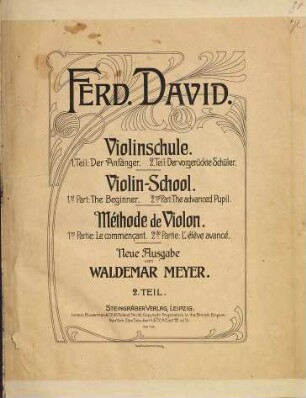 FERD. DAVID.
Violinschule.
1. Teil: Der Anfänger. 2. Teil: Der vorgerückte Schüler.
Violin-School.
1st Part: The Beginner. 2nd Part: The advanced Pupil.
Méthode de Violon.
1re Partie: Le commençant. 2de Partie: L'élève avancé.
Neue Ausgabe
von
WALDEMAR MEYER.
2. TEIL.
STEINGRÄBER VERLAG, LEIPZIG.